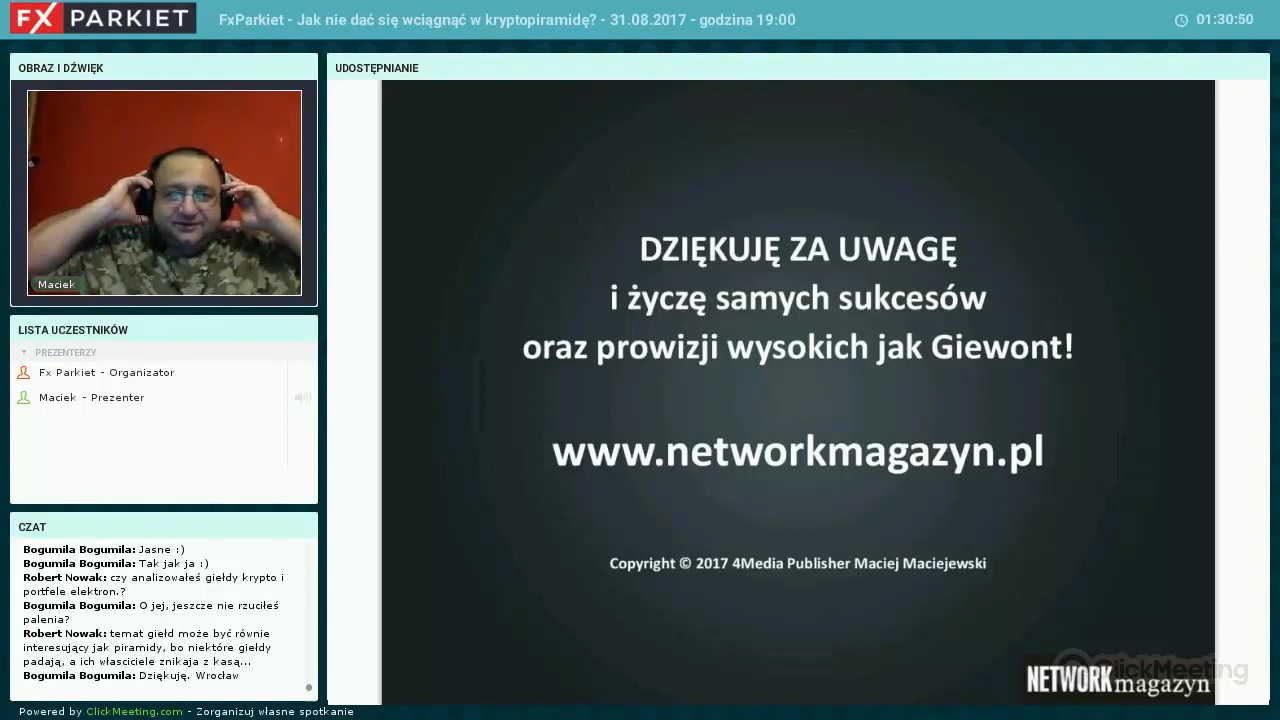 FX PARKIET
FxParkiet - Jak nie dać się wciągnąć w kryptopiramidę? - 31.08.2017 - godzina 19:00
01:30:50
OBRAZ I DŹWIĘK
Maciek
LISTA UCZESTNIKÓW
PREZENTERZY
Fx Parkiet - Organizator
Maciek - Prezenter
CZAT
Bogumila Bogumila: Jasne :)
Bogumila Bogumila: Tak jak ja :)
Robert Nowak: czy analizowałeś giełdy krypto i
portfele elektron.?
Bogumila Bogumila: O jej, jeszcze nie rzuciłeś
palenia?
Robert Nowak: temat giełd może być równie
interesujący jak piramidy, bo niektóre giełdy
padają, a ich własciciele znikaja z kasą...
Bogumila Bogumila: Dziękuję. Wrocław
Powered by ClickMeeting.com - Zorganizuj własne spotkanie
UDOSTĘPNIANIE
DZIĘKUJĘ ZA UWAGĘ
i życzę samych sukcesów
oraz prowizji wysokich jak Giewont!
www.networkmagazyn.pl
Copyright © 2017 4Media Publisher Maciej Maciejewski
ClickMeeting
NETWORKmagazyn